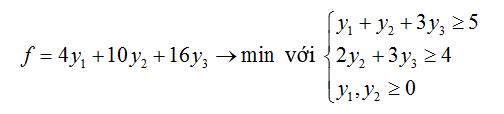 f = 4y₁ + 10y₂ + 16y₃ → min với { y₁ + y₂ + 3y₃ ≥ 5
2y₂ + 3y₃ ≥ 4
y₁, y₂ ≥ 0